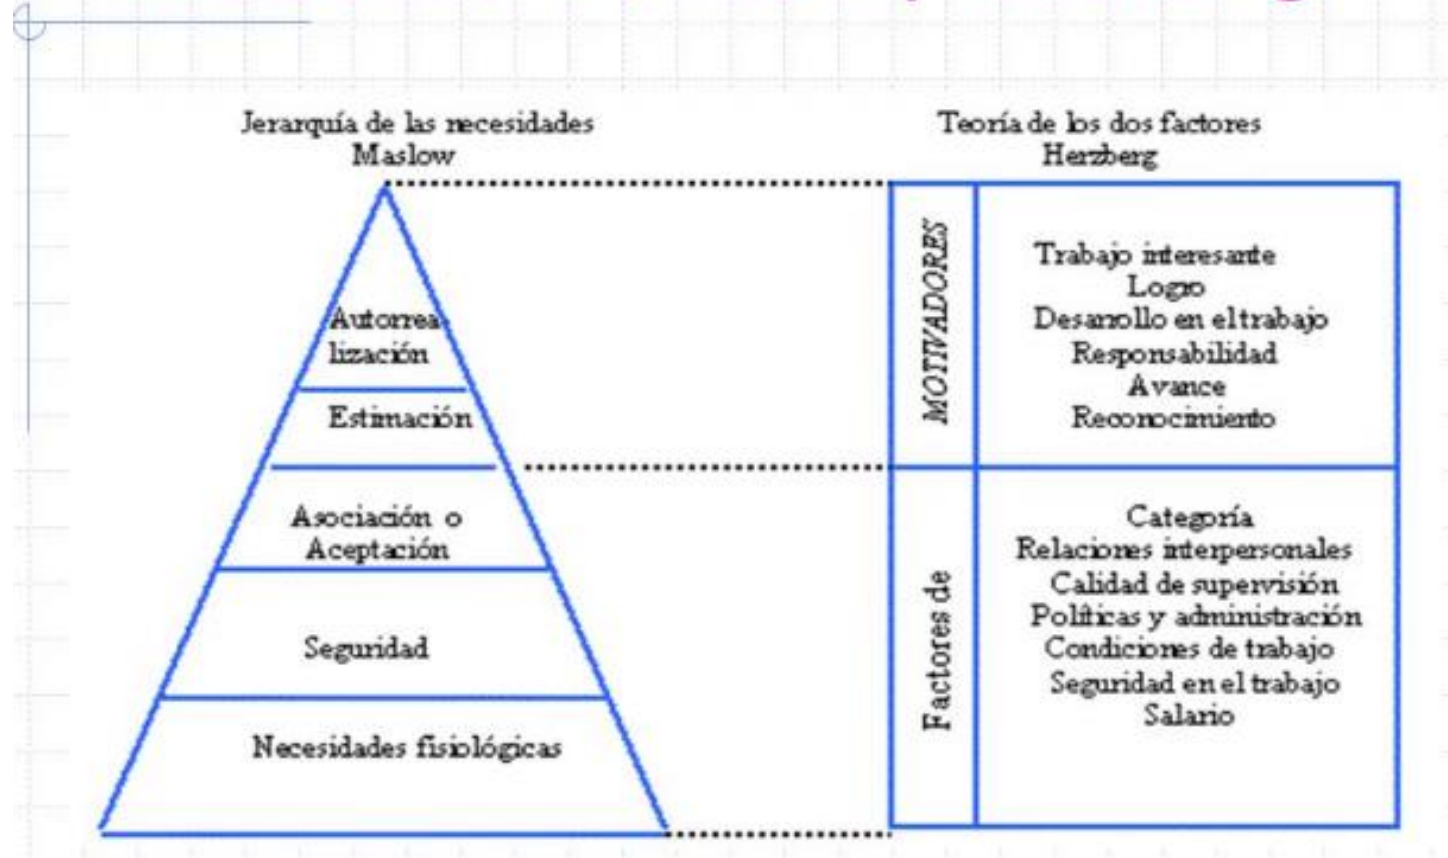 Jerarquía de las necesidades
Maslow
Autorrea-
lización
Estimación
Asociación o
Aceptación
Seguridad
Necesidades fisiológicas
Teoría de los dos factores
Herzberg
MOTIVADORES
Trabajo interesante
Logro
Desarrollo en el trabajo
Responsabilidad
Avance
Reconocimiento
Factores de
Categoría
Relaciones interpersonales
Calidad de supervisión
Políticas y administración
Condiciones de trabajo
Seguridad en el trabajo
Salario